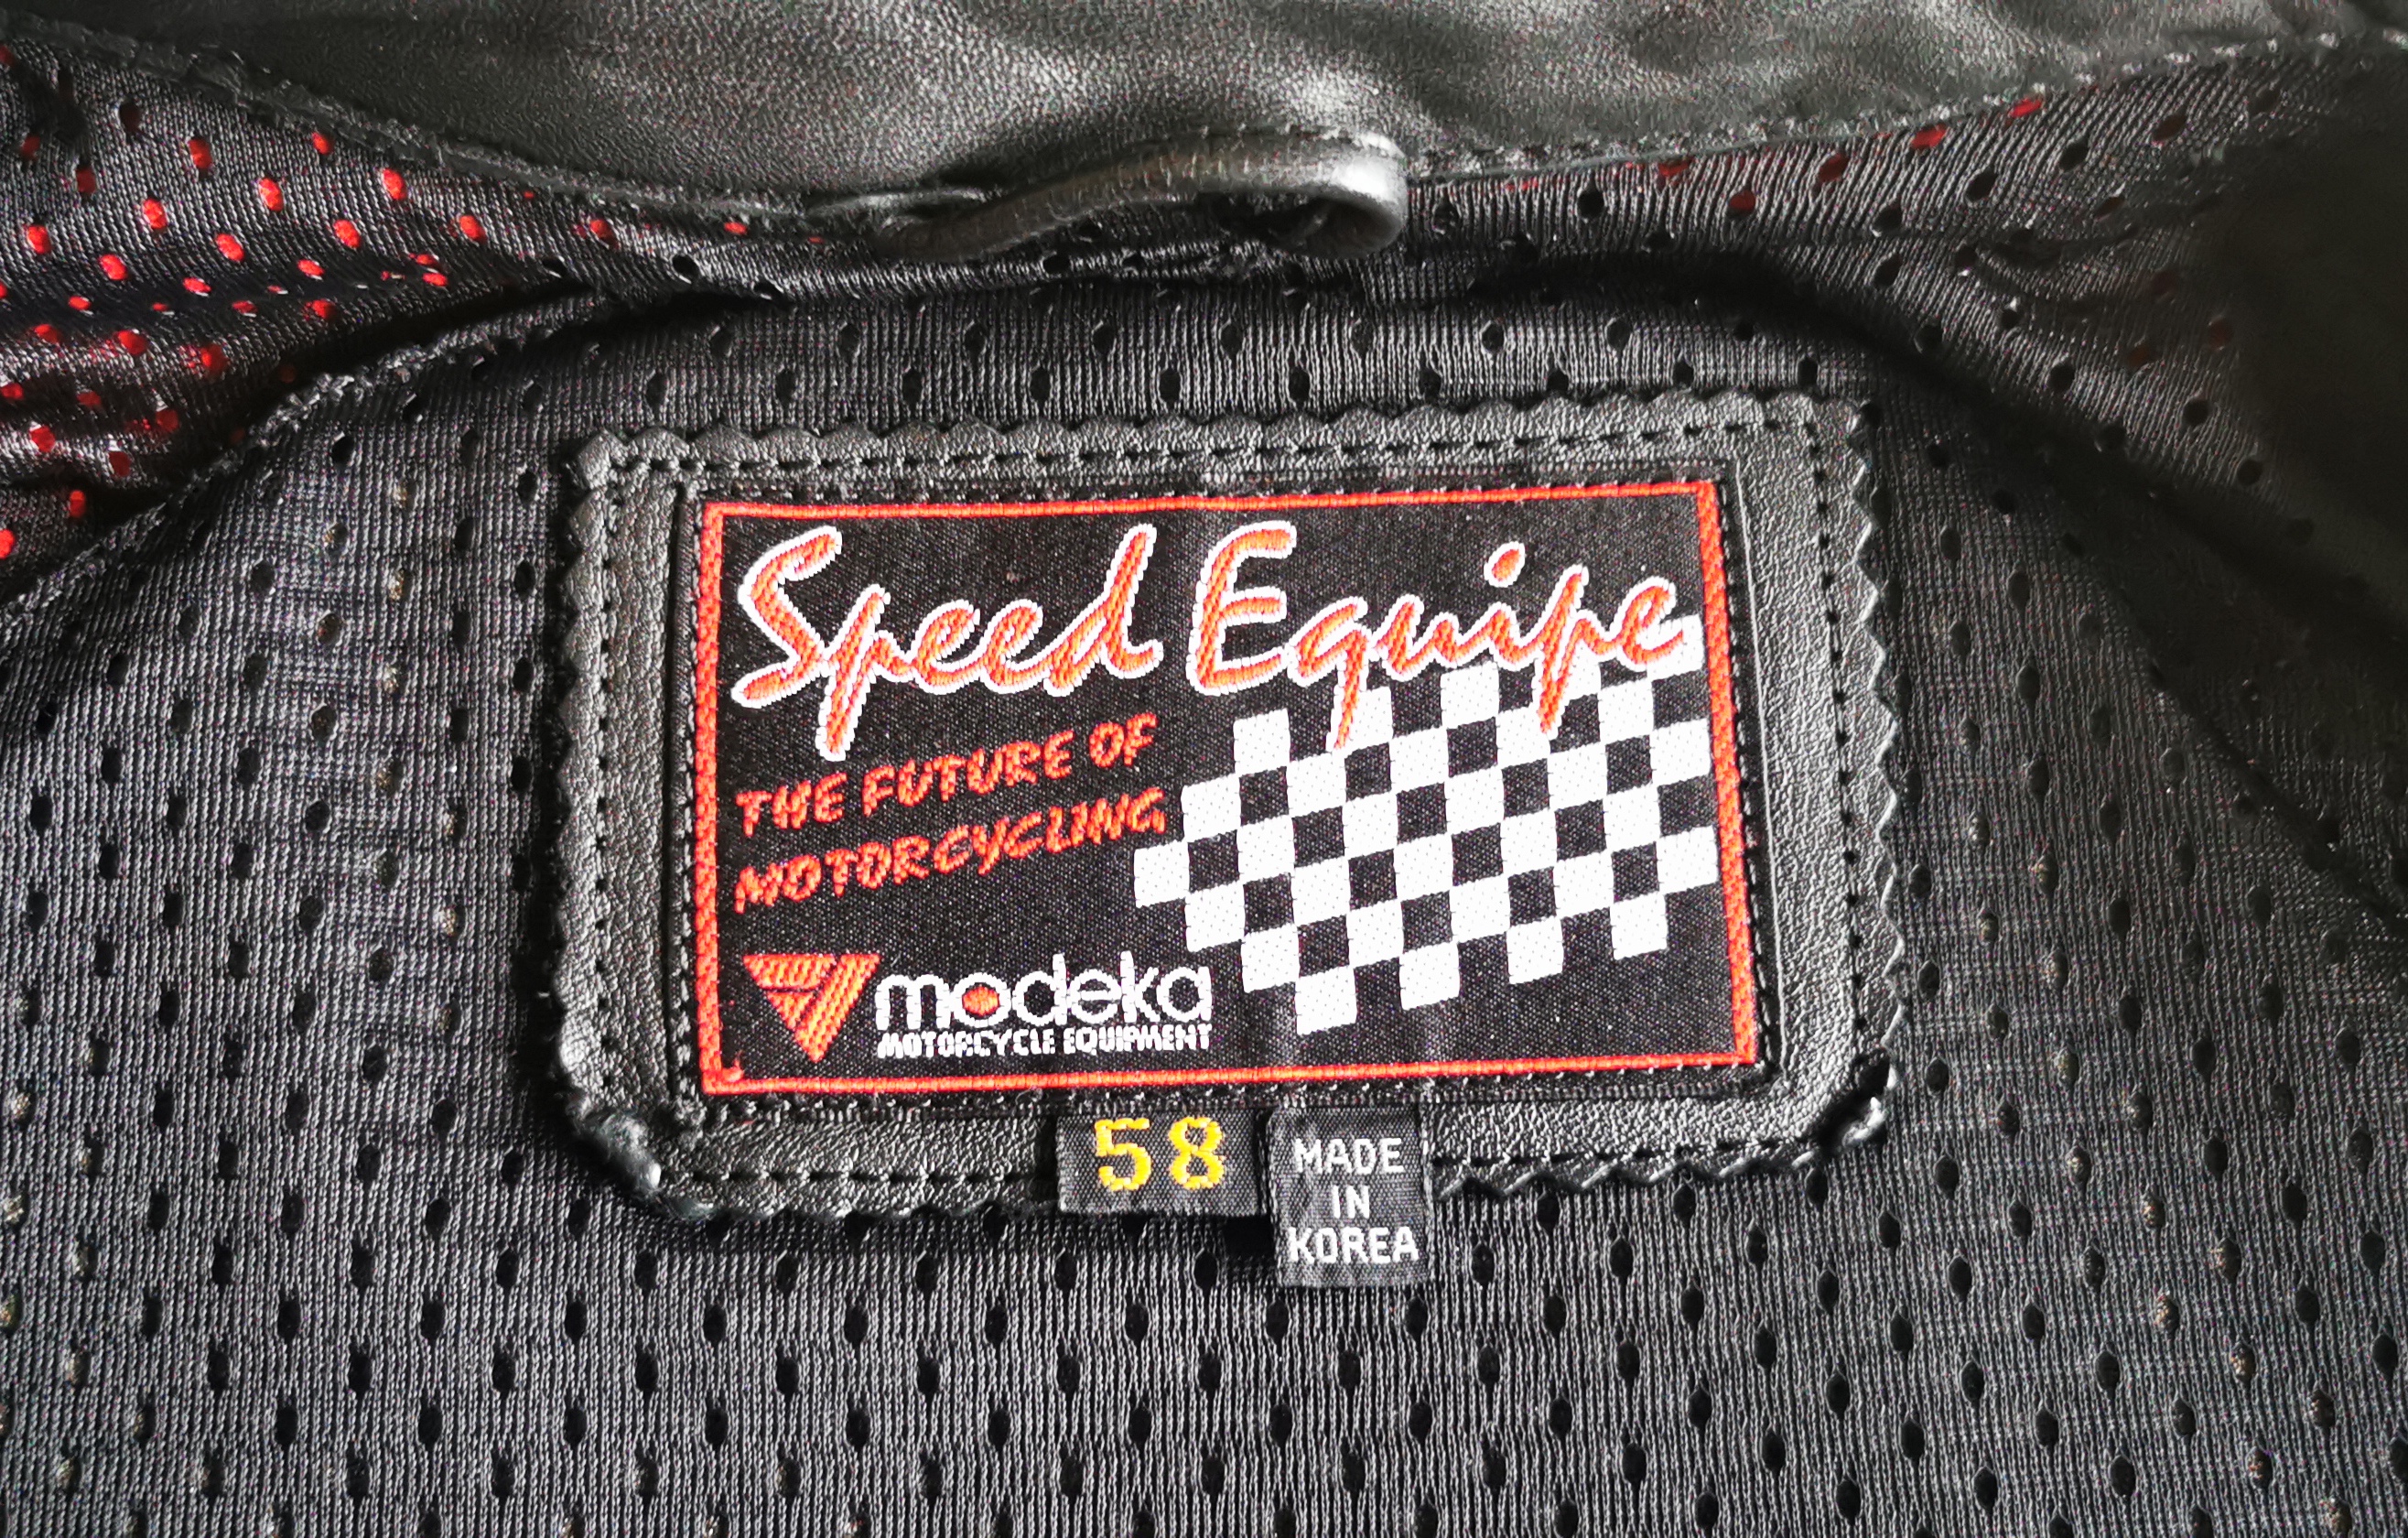 Speed Equipe
THE FUTURE OF
MOTORCYCLING
modeka
MOTORCYCLE EQUIPMENT
58
MADE
IN
KOREA